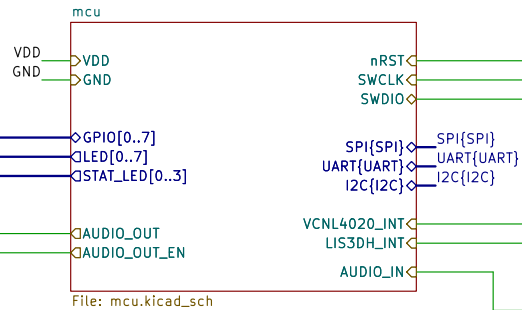 mcu
VDD
GND
VDD
GND
nRST
SWCLK
SWDIO
GPIO[0..7]
LED[0..7]
STAT_LED[0..3]
SPI{SPI}
UART{UART}
I2C{I2C}
SPI{SPI}
UART{UART}
I2C{I2C}
AUDIO_OUT
AUDIO_OUT_EN
VCNL4020_INT
LIS3DH_INT
AUDIO_IN
File: mcu.kicad_sch